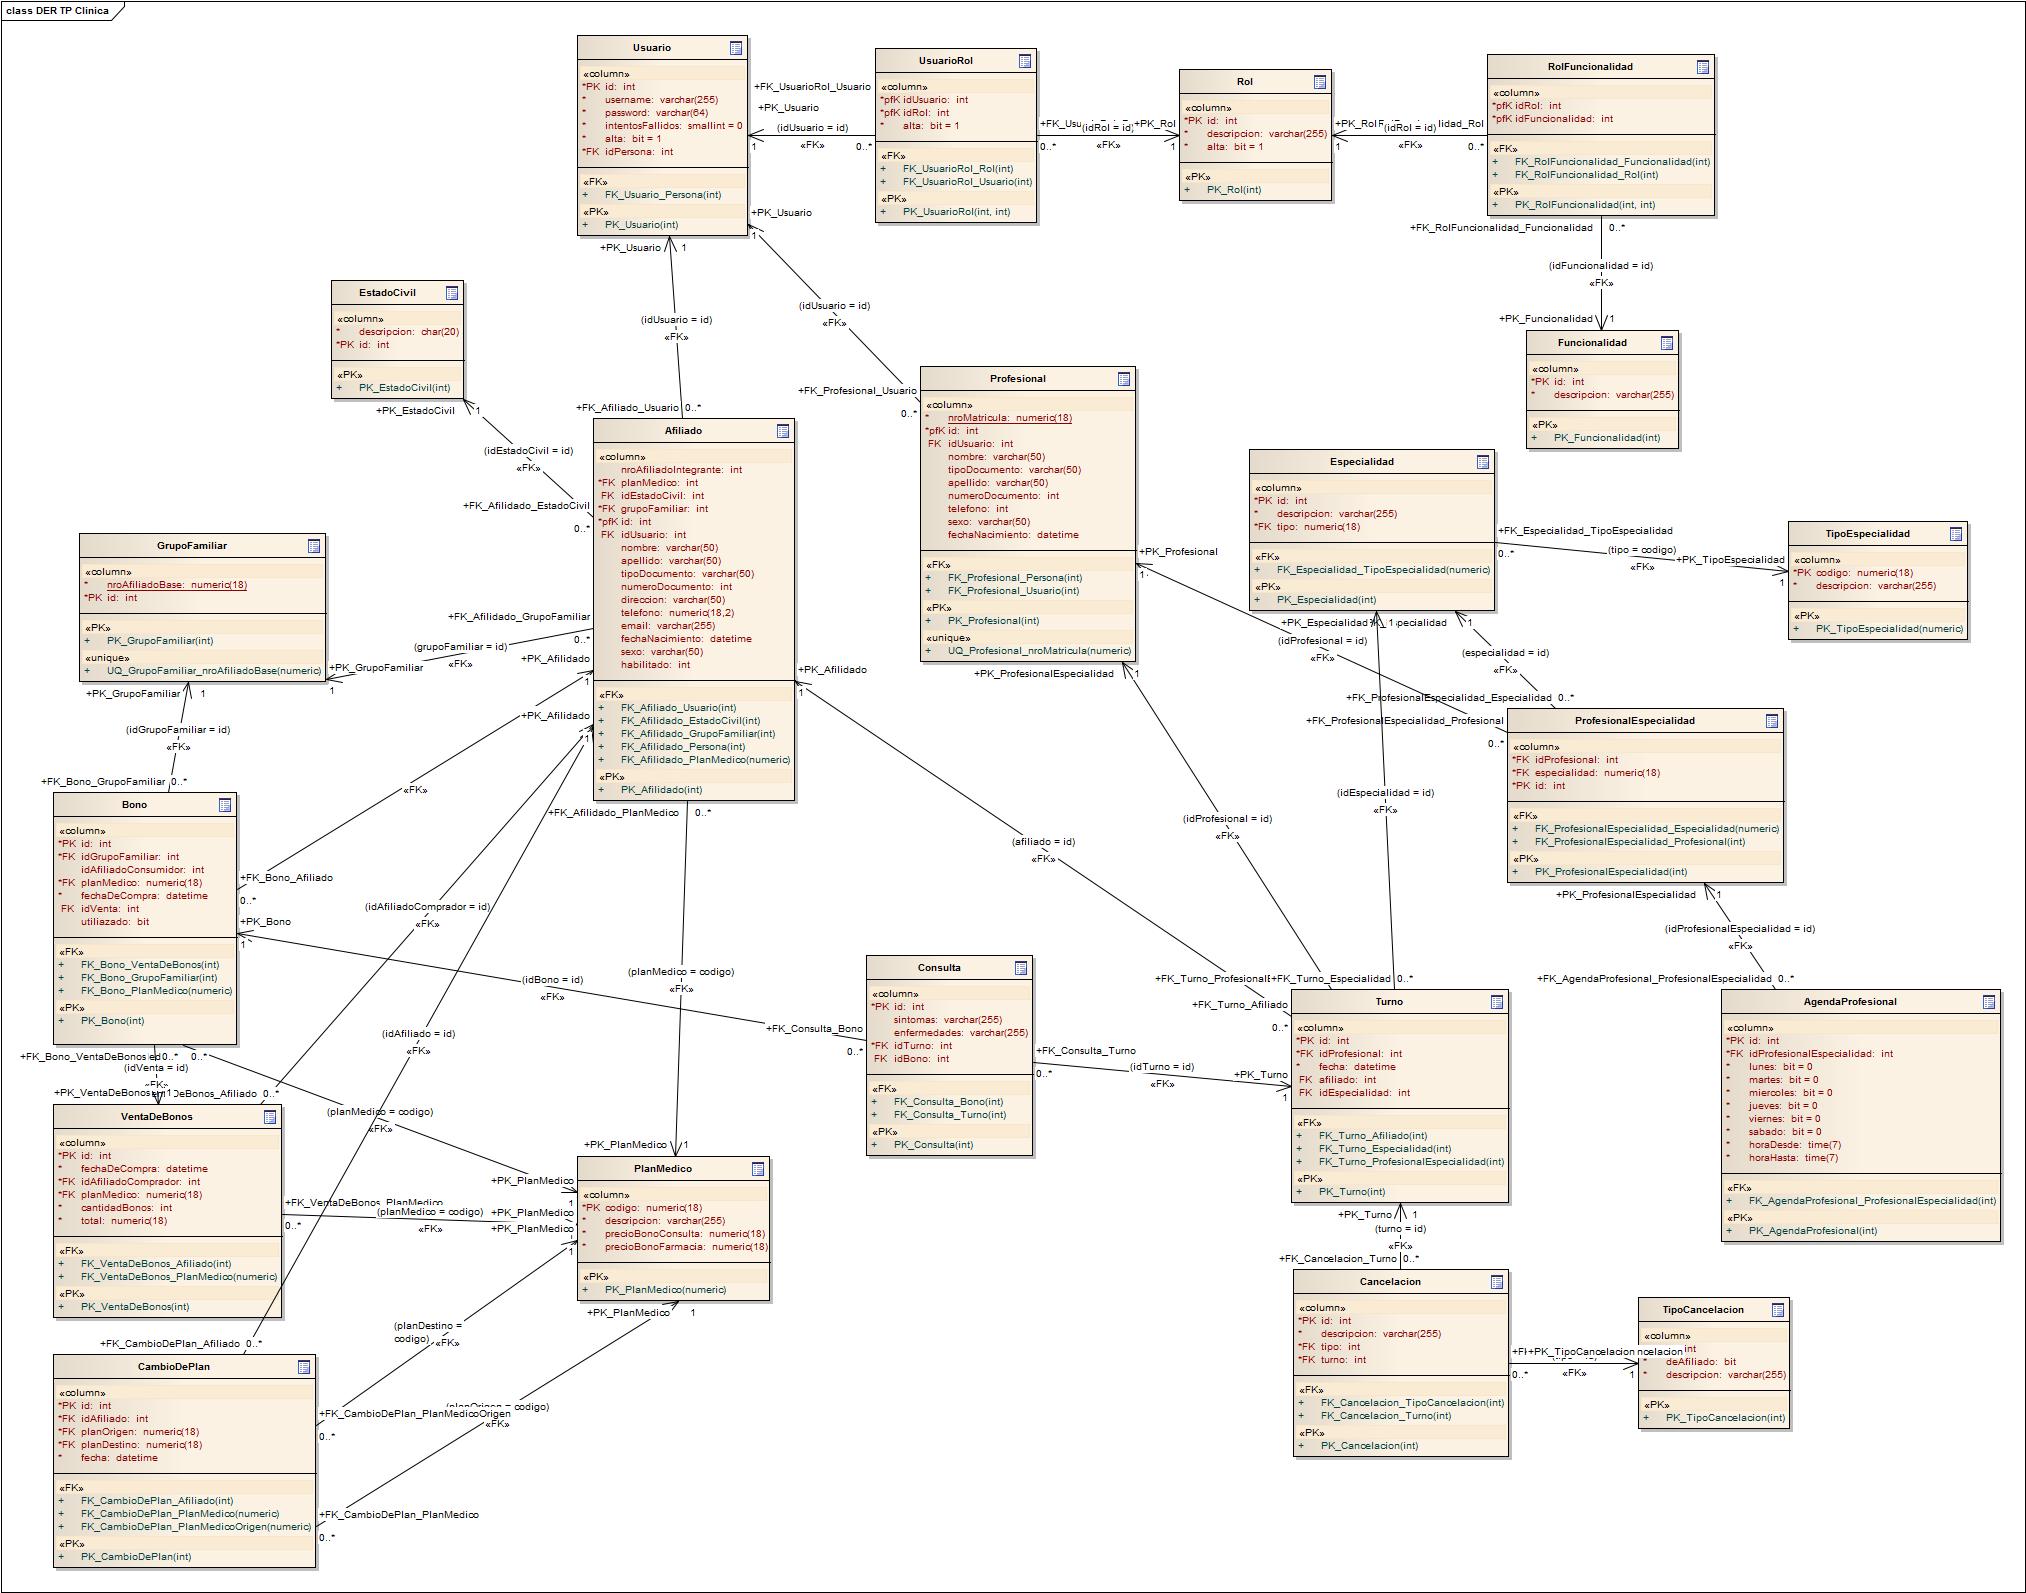 class DER TP Clinica
Usuario
«column»
*PK id: int
* username: varchar(255)
* password: varchar(64)
* intentosFallidos: smallint = 0
* alta: bit = 1
*FK idPersona: int
«FK»
+ FK_Usuario_Persona(int)
«PK»
+ PK_Usuario(int)
+FK_UsuarioRol_Usuario
+PK_Usuario
(idUsuario = id)
1 «FK» 0..*
UsuarioRol
«column»
*pfK idUsuario: int
*pfK idRol: int
* alta: bit = 1
«FK»
+ FK_UsuarioRol_Rol(int)
+ FK_UsuarioRol_Usuario(int)
«PK»
+ PK_UsuarioRol(int, int)
(idRol = id) +PK_Rol
0..* «FK» 1
Rol
«column»
*PK id: int
* descripcion: varchar(255)
* alta: bit = 1
«PK»
+ PK_Rol(int)
(idRol = id)
1 «FK» 0..*
RolFuncionalidad
«column»
*pfK idRol: int
*pfK idFuncionalidad: int
«FK»
+ FK_RolFuncionalidad_Funcionalidad(int)
+ FK_RolFuncionalidad_Rol(int)
«PK»
+ PK_RolFuncionalidad(int, int)
+FK_RolFuncionalidad_Funcionalidad 0..*
(idFuncionalidad = id)
«FK»
+PK_Funcionalidad 1
Funcionalidad
«column»
*PK id: int
* descripcion: varchar(255)
«PK»
+ PK_Funcionalidad(int)
+PK_Usuario
1
+PK_Usuario 1
(idUsuario = id)
«FK»
(idUsuario = id)
«FK»
+FK_Profesional_Usuario
0..*
+FK_Afiliado_Usuario 0..*
EstadoCivil
«column»
* descripcion: char(20)
*PK id: int
«PK»
+ PK_EstadoCivil(int)
+PK_EstadoCivil 1
(idEstadoCivil = id)
«FK»
+FK_Afilidado_EstadoCivil
0..*
Afiliado
«column»
nroAfiliadoIntegrante: int
*FK planMedico: int
FK idEstadoCivil: int
*FK grupoFamiliar: int
*pfK id: int
FK idUsuario: int
nombre: varchar(50)
apellido: varchar(50)
tipoDocumento: varchar(50)
numeroDocumento: int
direccion: varchar(50)
telefono: numeric(18,2)
email: varchar(255)
fechaNacimiento: datetime
sexo: varchar(50)
habilitado: int
«FK»
+ FK_Afiliado_Usuario(int)
+ FK_Afilidado_EstadoCivil(int)
+ FK_Afilidado_GrupoFamiliar(int)
+ FK_Afilidado_Persona(int)
+ FK_Afilidado_PlanMedico(numeric)
«PK»
+ PK_Afilidado(int)
Profesional
«column»
* nroMatricula: numeric(18)
*pfK id: int
FK idUsuario: int
nombre: varchar(50)
tipoDocumento: varchar(50)
apellido: varchar(50)
numeroDocumento: int
telefono: int
sexo: varchar(50)
fechaNacimiento: datetime
«FK»
+ FK_Profesional_Persona(int)
+ FK_Profesional_Usuario(int)
«PK»
+ PK_Profesional(int)
«unique»
+ UQ_Profesional_nroMatricula(numeric)
+PK_Profesional
1
+PK_ProfesionalEspecialidad 1
Especialidad
«column»
*PK id: int
* descripcion: varchar(255)
*FK tipo: numeric(18)
«FK»
+ FK_Especialidad_TipoEspecialidad(numeric)
«PK»
+ PK_Especialidad(int)
+FK_Especialidad_TipoEspecialidad
0..*
(tipo = codigo)
«FK»
+PK_TipoEspecialidad
1
TipoEspecialidad
«column»
*PK codigo: numeric(18)
* descripcion: varchar(255)
«PK»
+ PK_TipoEspecialidad(numeric)
+PK_Especialidad 1
(idProfesional = id)
«FK»
(especialidad = id)
«FK»
+FK_ProfesionalEspecialidad_Especialidad 0..*
+FK_ProfesionalEspecialidad_Profesional
0..*
ProfesionalEspecialidad
«column»
*FK idProfesional: int
*FK especialidad: numeric(18)
*PK id: int
«FK»
+ FK_ProfesionalEspecialidad_Especialidad(numeric)
+ FK_ProfesionalEspecialidad_Profesional(int)
«PK»
+ PK_ProfesionalEspecialidad(int)
+PK_ProfesionalEspecialidad 1
(idProfesionalEspecialidad = id)
«FK»
+FK_AgendaProfesional_ProfesionalEspecialidad 0..*
AgendaProfesional
«column»
*PK id: int
*FK idProfesionalEspecialidad: int
* lunes: bit = 0
* martes: bit = 0
* miercoles: bit = 0
* jueves: bit = 0
* viernes: bit = 0
* sabado: bit = 0
* horaDesde: time(7)
* horaHasta: time(7)
«FK»
+ FK_AgendaProfesional_ProfesionalEspecialidad(int)
«PK»
+ PK_AgendaProfesional(int)
GrupoFamiliar
«column»
* nroAfiliadoBase: numeric(18)
*PK id: int
«PK»
+ PK_GrupoFamiliar(int)
«unique»
+ UQ_GrupoFamiliar_nroAfiliadoBase(numeric)
+FK_Afilidado_GrupoFamiliar
0..*
(grupoFamiliar = id)
«FK»
+PK_GrupoFamiliar
1
+PK_GrupoFamiliar 1
(idGrupoFamiliar = id)
«FK»
+FK_Bono_GrupoFamiliar 0..*
+PK_Afilidado
1
+PK_Afilidado
1
+PK_Afilidado
1
«FK»
+FK_Afilidado_PlanMedico 0..*
Bono
«column»
*PK id: int
*FK idGrupoFamiliar: int
idAfiliadoConsumidor: int
*FK planMedico: numeric(18)
* fechaDeCompra: datetime
FK idVenta: int
utiliazado: bit
«FK»
+ FK_Bono_VentaDeBonos(int)
+ FK_Bono_GrupoFamiliar(int)
+ FK_Bono_PlanMedico(numeric)
«PK»
+ PK_Bono(int)
+FK_Bono_Afiliado
0..*
+PK_Bono
1
(idAfiliadoComprador = id)
«FK»
(idBono = id)
«FK»
(planMedico = codigo)
«FK»
(idAfiliado = id)
«FK»
+FK_Consulta_Bono
0..*
(afiliado = id)
«FK»
(idProfesional = id)
«FK»
(idEspecialidad = id)
«FK»
Consulta
«column»
*PK id: int
sintomas: varchar(255)
enfermedades: varchar(255)
*FK idTurno: int
FK idBono: int
«FK»
+ FK_Consulta_Bono(int)
+ FK_Consulta_Turno(int)
«PK»
+ PK_Consulta(int)
+FK_Consulta_Turno
0..*
(idTurno = id)
«FK»
+PK_Turno
1
+FK_Turno_Especialidad 0..*
+FK_Turno_Afiliado
0..*
Turno
«column»
*PK id: int
*FK idProfesional: int
* fecha: datetime
FK afiliado: int
FK idEspecialidad: int
«FK»
+ FK_Turno_Afiliado(int)
+ FK_Turno_Especialidad(int)
+ FK_Turno_ProfesionalEspecialidad(int)
«PK»
+ PK_Turno(int)
+PK_Turno 1
(turno = id)
«FK»
+FK_Cancelacion_Turno 0..*
Cancelacion
«column»
*PK id: int
* descripcion: varchar(255)
*FK tipo: int
*FK turno: int
«FK»
+ FK_Cancelacion_TipoCancelacion(int)
+ FK_Cancelacion_Turno(int)
«PK»
+ PK_Cancelacion(int)
+PK_TipoCancelacion
0..* «FK» 1
TipoCancelacion
«column»
int
* deAfiliado: bit
* descripcion: varchar(255)
«PK»
+ PK_TipoCancelacion(int)
+FK_Bono_VentaDeBonos 0..* 0..*
(idVenta = id)
«FK»
+PK_VentaDeBonos 1 0..*
VentaDeBonos
«column»
*PK id: int
* fechaDeCompra: datetime
*FK idAfiliadoComprador: int
*FK planMedico: numeric(18)
* cantidadBonos: int
* total: numeric(18)
«FK»
+ FK_VentaDeBonos_Afiliado(int)
+ FK_VentaDeBonos_PlanMedico(numeric)
«PK»
+ PK_VentaDeBonos(int)
(planMedico = codigo)
«FK»
+FK_VentaDeBonos_PlanMedico
(planMedico = codigo)
0..* «FK»
+PK_PlanMedico 1
+PK_PlanMedico
1
+PK_PlanMedico
+PK_PlanMedico
1
PlanMedico
«column»
*PK codigo: numeric(18)
* descripcion: varchar(255)
* precioBonoConsulta: numeric(18)
* precioBonoFarmacia: numeric(18)
«PK»
+ PK_PlanMedico(numeric)
+PK_PlanMedico 1
(planDestino =
codigo) «FK»
+FK_CambioDePlan_Afiliado 0..*
CambioDePlan
«column»
*PK id: int
*FK idAfiliado: int
*FK planOrigen: numeric(18)
*FK planDestino: numeric(18)
* fecha: datetime
«FK»
+ FK_CambioDePlan_Afiliado(int)
+ FK_CambioDePlan_PlanMedico(numeric)
+ FK_CambioDePlan_PlanMedicoOrigen(numeric)
«PK»
+ PK_CambioDePlan(int)
(planOrigen = codigo)
+FK_CambioDePlan_PlanMedicoOrigen
«FK»
0..*
+FK_CambioDePlan_PlanMedico
0..*